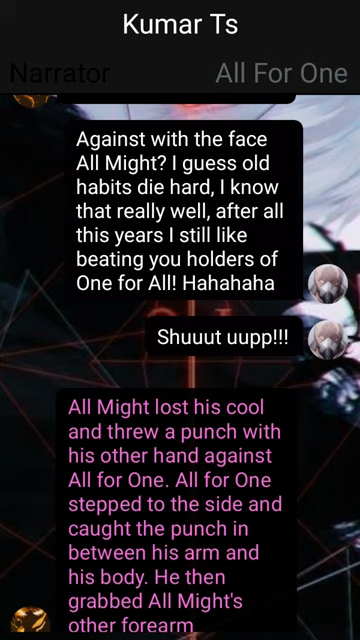 Kumar Ts
Narrator
All For One
Against with the face
All Might? I guess old
habits die hard, I know
that really well, after all
this years I still like
beating you holders of
One for All! Hahahaha
Shuuut uupp!!!
All Might lost his cool
and threw a punch with
his other hand against
All for One. All for One
stepped to the side and
caught the punch in
between his arm and
his body. He then
grabbed All Might's
other forearm